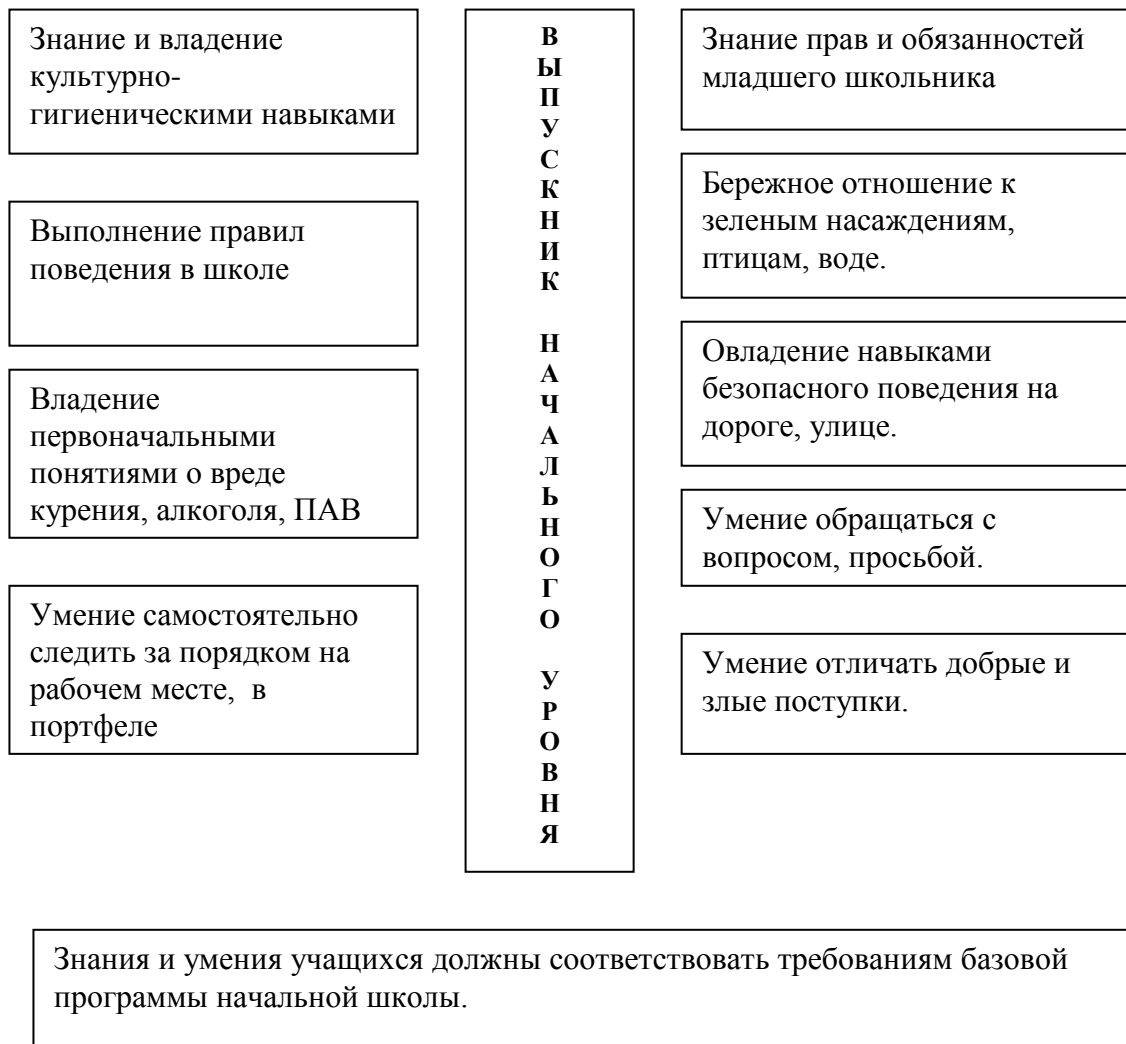 Знание и владение
культурно-
гигиеническими навыками
Выполнение правил
поведения в школе
Владение
первоначальными
понятиями о вреде
курения, алкоголя, ПАВ
Умение самостоятельно
следить за порядком на
рабочем месте, в
портфеле
В
Ы
П
У
С
К
Н
И
К
Н
А
Ч
А
Л
Ь
Н
О
Г
О
У
Р
О
В
Н
Я
Знание прав и обязанностей
младшего школьника
Бережное отношение к
зеленым насаждениям,
птицам, воде.
Овладение навыками
безопасного поведения на
дороге, улице.
Умение обращаться с
вопросом, просьбой.
Умение отличать добрые и
злые поступки.
Знания и умения учащихся должны соответствовать требованиям базовой
программы начальной школы.